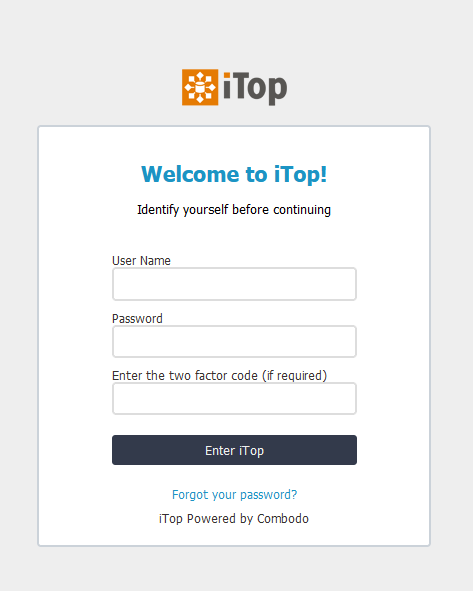 iTop
Welcome to iTop!
Identify yourself before continuing
User Name
Password
Enter the two factor code (if required)
Enter iTop
Forgot your password?
iTop Powered by Combodo